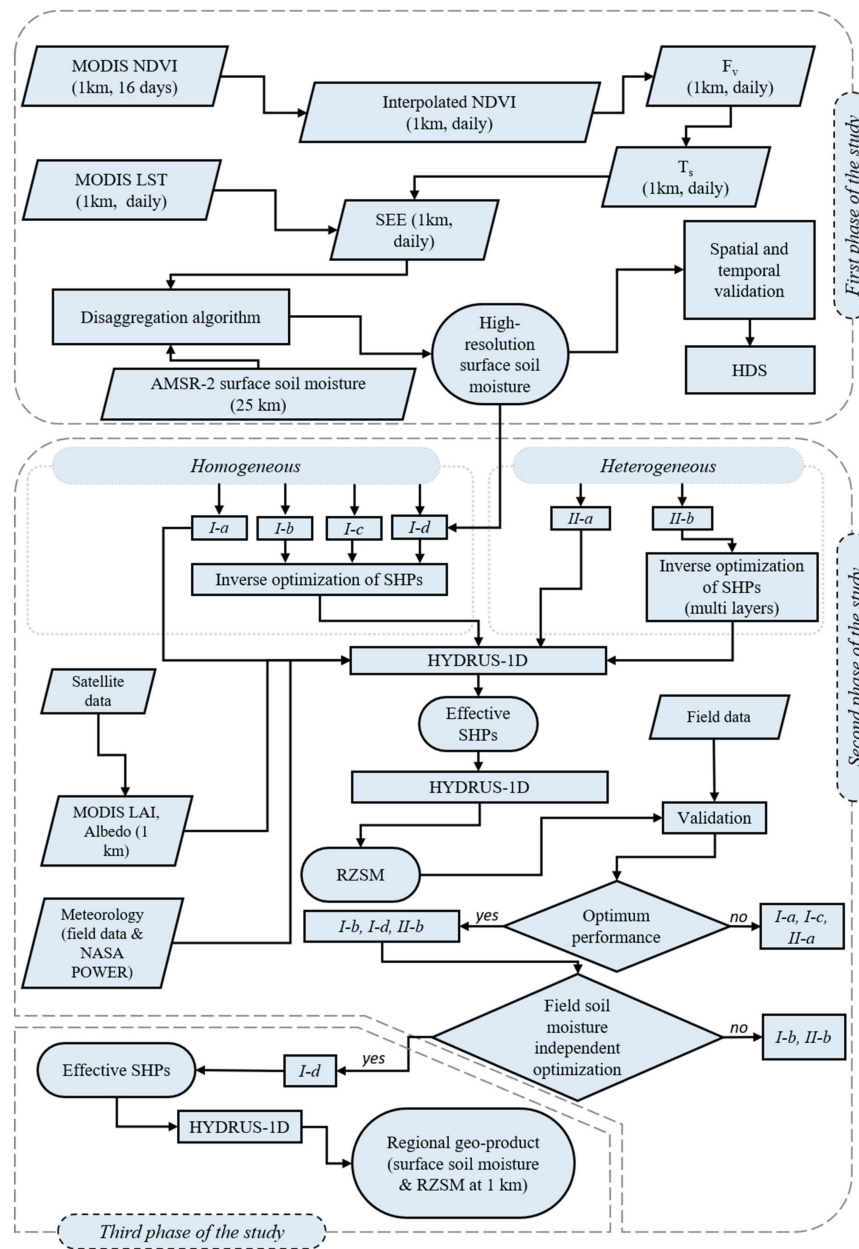 MODIS NDVI
(1km, 16 days)
Interpolated NDVI
(1km, daily)
Fv
(1km, daily)
MODIS LST
(1km, daily)
Ts
(1km, daily)
SEE (1km,
daily)
Spatial and
temporal
validation
Disaggregation algorithm
High-
resolution
surface soil
moisture
HDS
AMSR-2 surface soil moisture
(25 km)
First phase of the study
Homogeneous
Heterogeneous
I-a
I-b
I-c
I-d
II-a
II-b
Inverse optimization of SHPs
Inverse optimization
of SHPs
(multi layers)
HYDRUS-1D
Satellite
data
Effective
SHPs
Field data
HYDRUS-1D
MODIS LAI,
Albedo (1
km)
Validation
RZSM
Meteorology
(field data &
NASA
POWER)
I-b, I-d, II-b
yes
Optimum
performance
no
I-a, I-c,
II-a
Field soil
moisture
independent
optimization
no
I-b, II-b
Second phase of the study
Effective SHPs
I-d
yes
HYDRUS-1D
Regional geo-product
(surface soil moisture
& RZSM at 1 km)
Third phase of the study